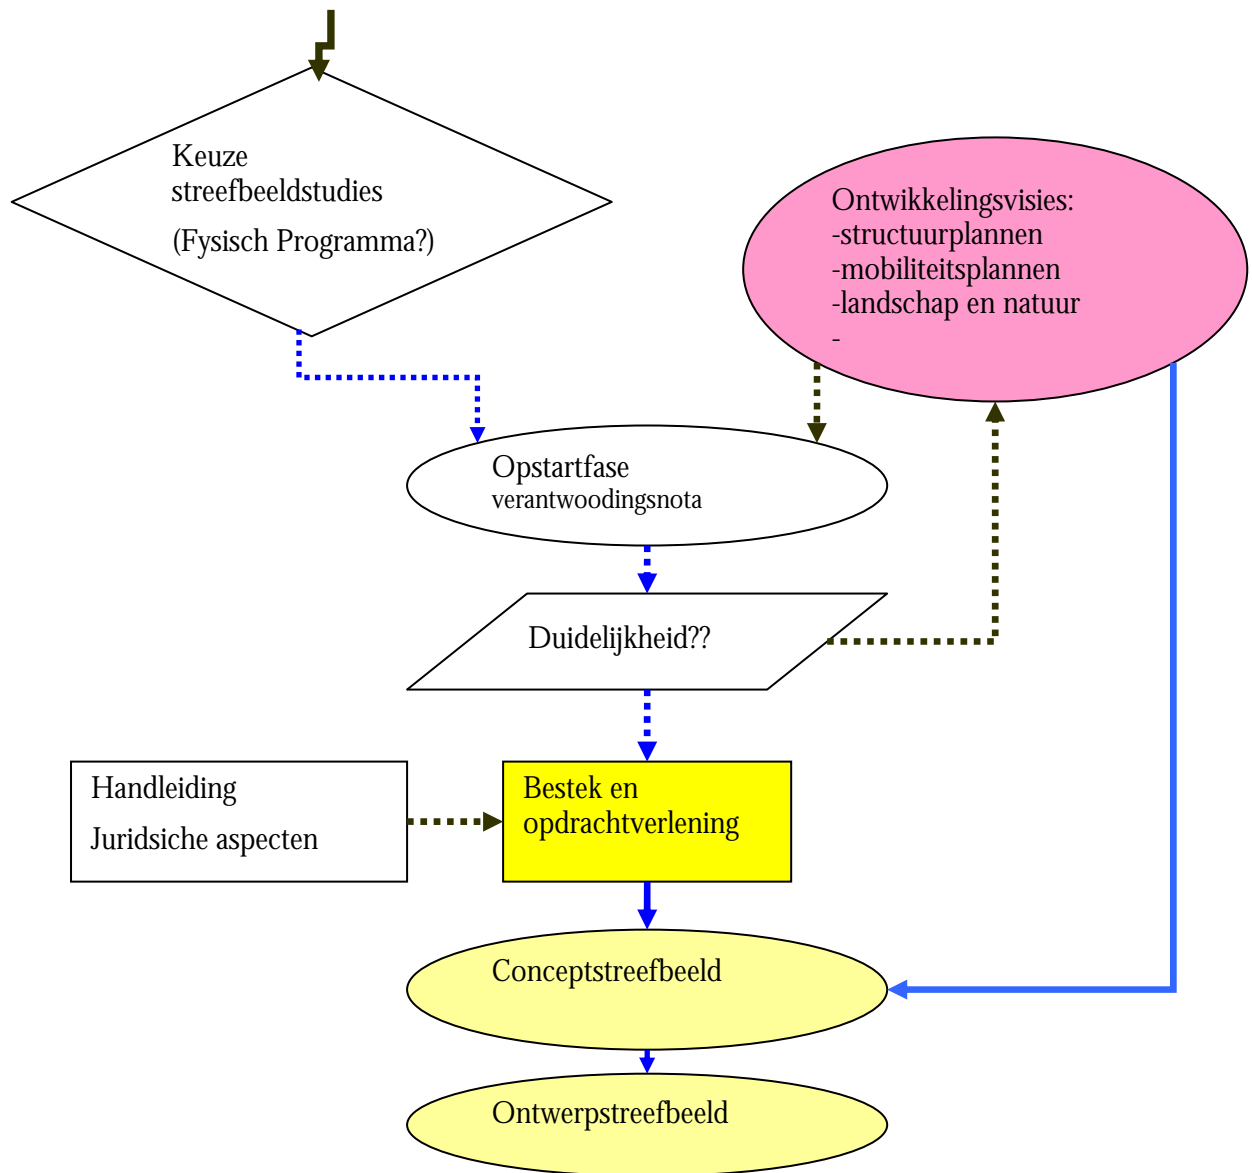 Keuze
streefbeeldstudies
(Fysisch Programma?)
Ontwikkelingsvisies:
-structuurplannen
-mobiliteitsplannen
-landschap en natuur
-
Opstartfase
verantwoodingsnota
Duidelijkheid??
Handleiding
Juridsiche aspecten
Bestek en
opdrachtverlening
Conceptstreefbeeld
Ontwerpstreefbeeld